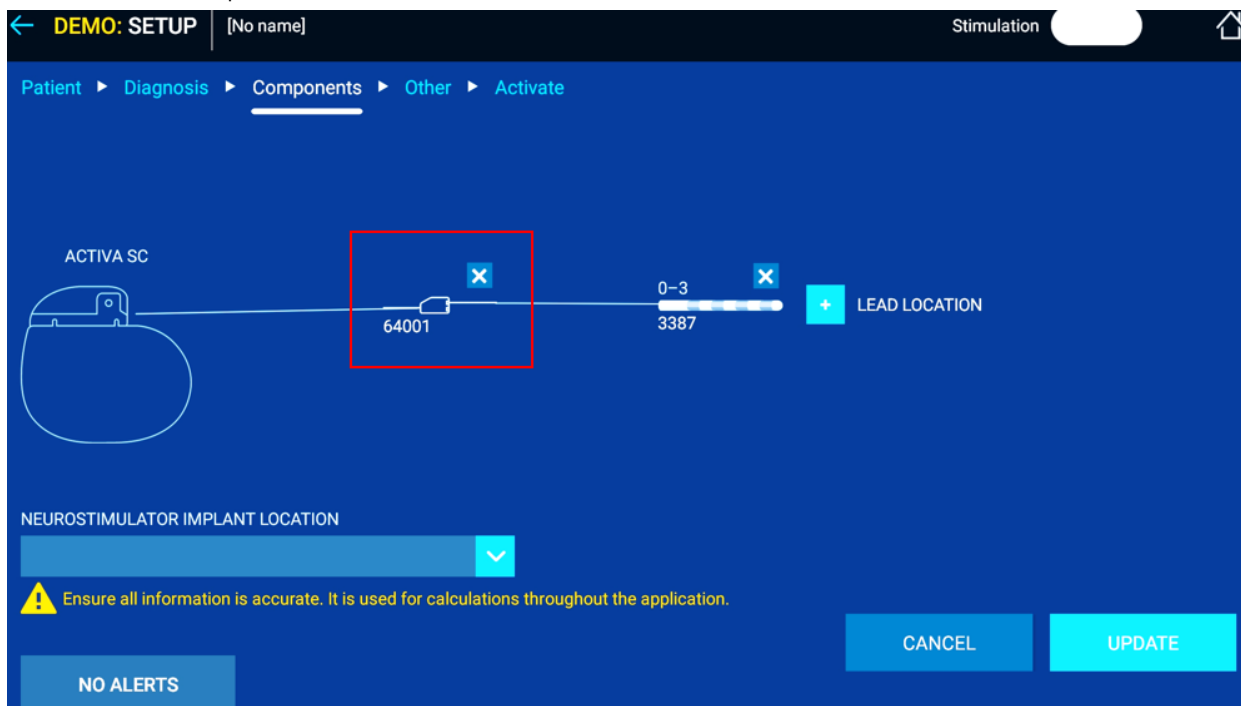 DEMO: SETUP [No name] Stimulation
Patient ► Diagnosis ► Components ► Other ► Activate
ACTIVA SC
64001
0–3
3387
LEAD LOCATION
NEUROSTIMULATOR IMPLANT LOCATION
Ensure all information is accurate. It is used for calculations throughout the application.
CANCEL UPDATE
NO ALERTS